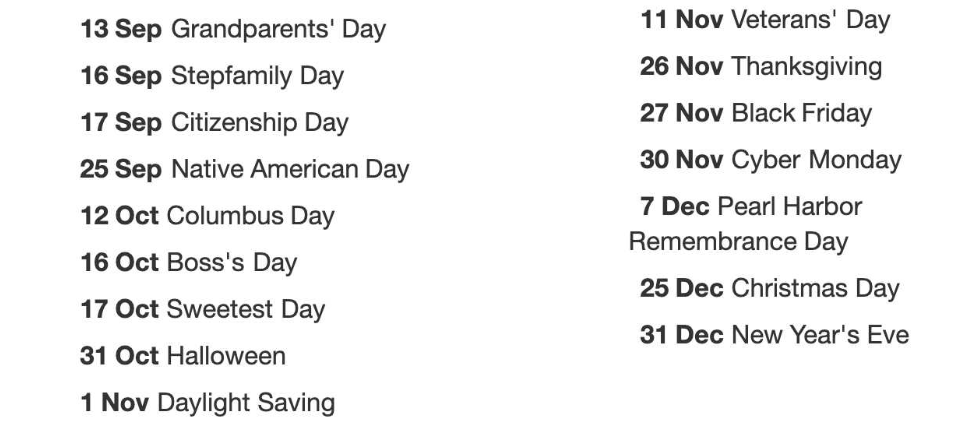 13 Sep Grandparents' Day
16 Sep Stepfamily Day
17 Sep Citizenship Day
25 Sep Native American Day
12 Oct Columbus Day
16 Oct Boss's Day
17 Oct Sweetest Day
31 Oct Halloween
1 Nov Daylight Saving
11 Nov Veterans' Day
26 Nov Thanksgiving
27 Nov Black Friday
30 Nov Cyber Monday
7 Dec Pearl Harbor
Remembrance Day
25 Dec Christmas Day
31 Dec New Year's Eve